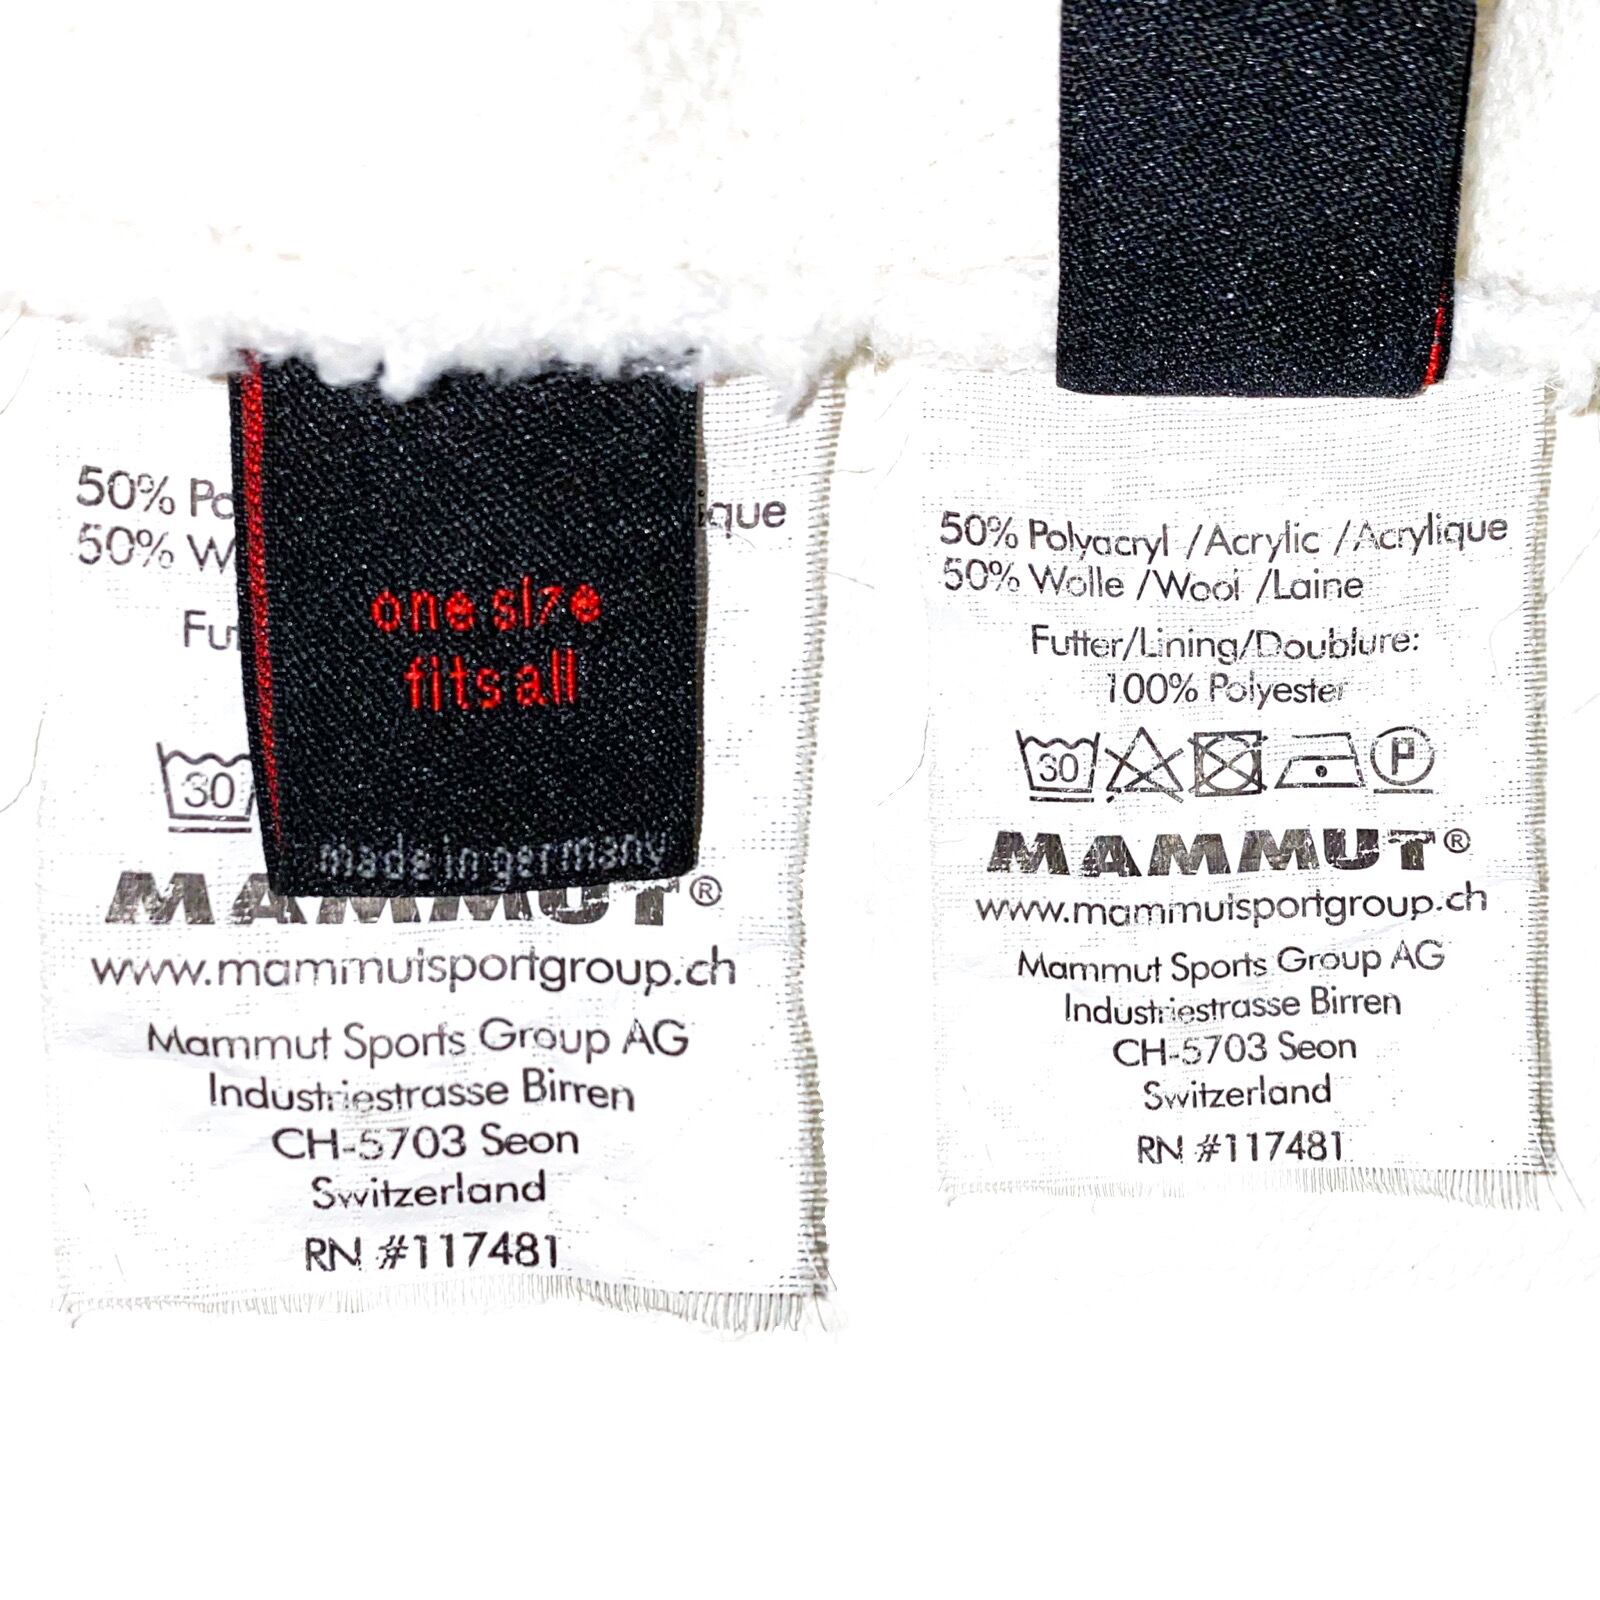 50% Po
ique
50% W
Fu
one size
fits all
30
made in germany
MAMMUT®
www.mammutsportgroup.ch
Mammut Sports Group AG
Industriestrasse Birren
CH-5703 Seon
Switzerland
RN #117481
50% Polyacryl /Acrylic /Acrylique
50% Wolle /Wool /Laine
Futter/Lining/Doublure:
100% Polyester
30 P
MAMMUT®
www.mammutsportgroup.ch
Mammut Sports Group AG
Industriestrasse Birren
CH-5703 Seon
Switzerland
RN #117481